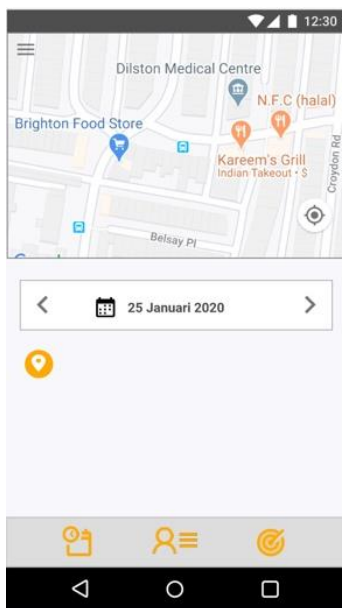 12:30
Dilston Medical Centre
N.F.C (halal)
Brighton Food Store
Kareem's Grill
Indian Takeout • $
Croydon Rd
Belsay Pl
25 Januari 2020